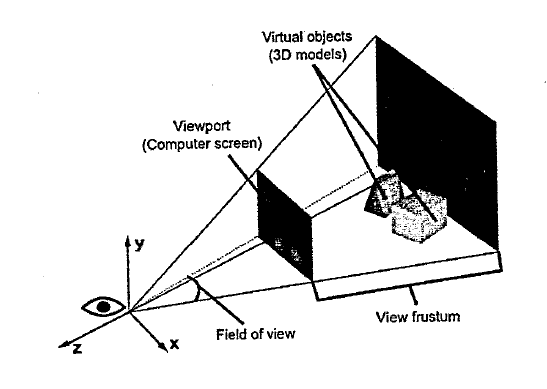 Virtual objects
(3D models)
Viewport
(Computer screen)
y
z
x
Field of view
View frustum